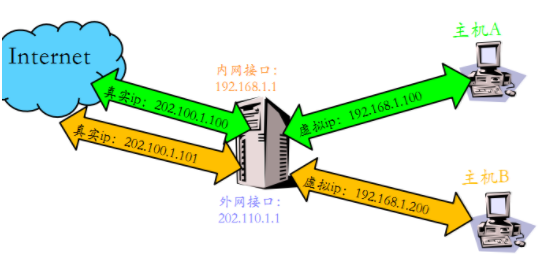 主机A
Internet
内网接口:
192.168.1.1
真实ip: 202.100.1.100
虚拟ip: 192.168.1.100
真实ip: 202.100.1.101
虚拟ip: 192.168.1.200
主机B
外网接口:
202.110.1.1